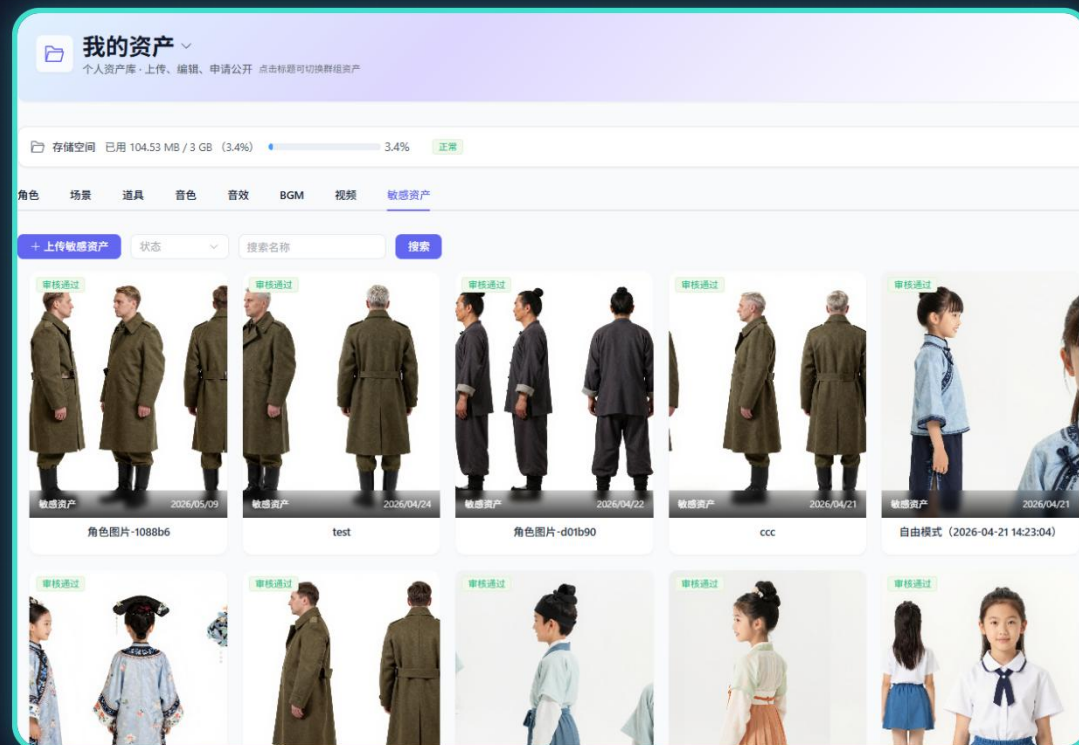 我的资产
个人资产库 · 上传、编辑、申请公开 点击标题可切换群组资产
存储空间 已用 104.53 MB / 3 GB （3.4%） 3.4% 正常
角色 场景 道具 音色 音效 BGM 视频 敏感资产
+ 上传敏感资产 状态 搜索名称 搜索
审核通过 审核通过 审核通过 审核通过 审核通过
敏感资产 2026/05/09 敏感资产 2026/04/24 敏感资产 2026/04/22 敏感资产 2026/04/21 敏感资产 2026/04/21
角色图片-1088b6 test 角色图片-d01b90 ccc 自由模式（2026-04-21 14:23:04）
审核通过 审核通过 审核通过 审核通过 审核通过